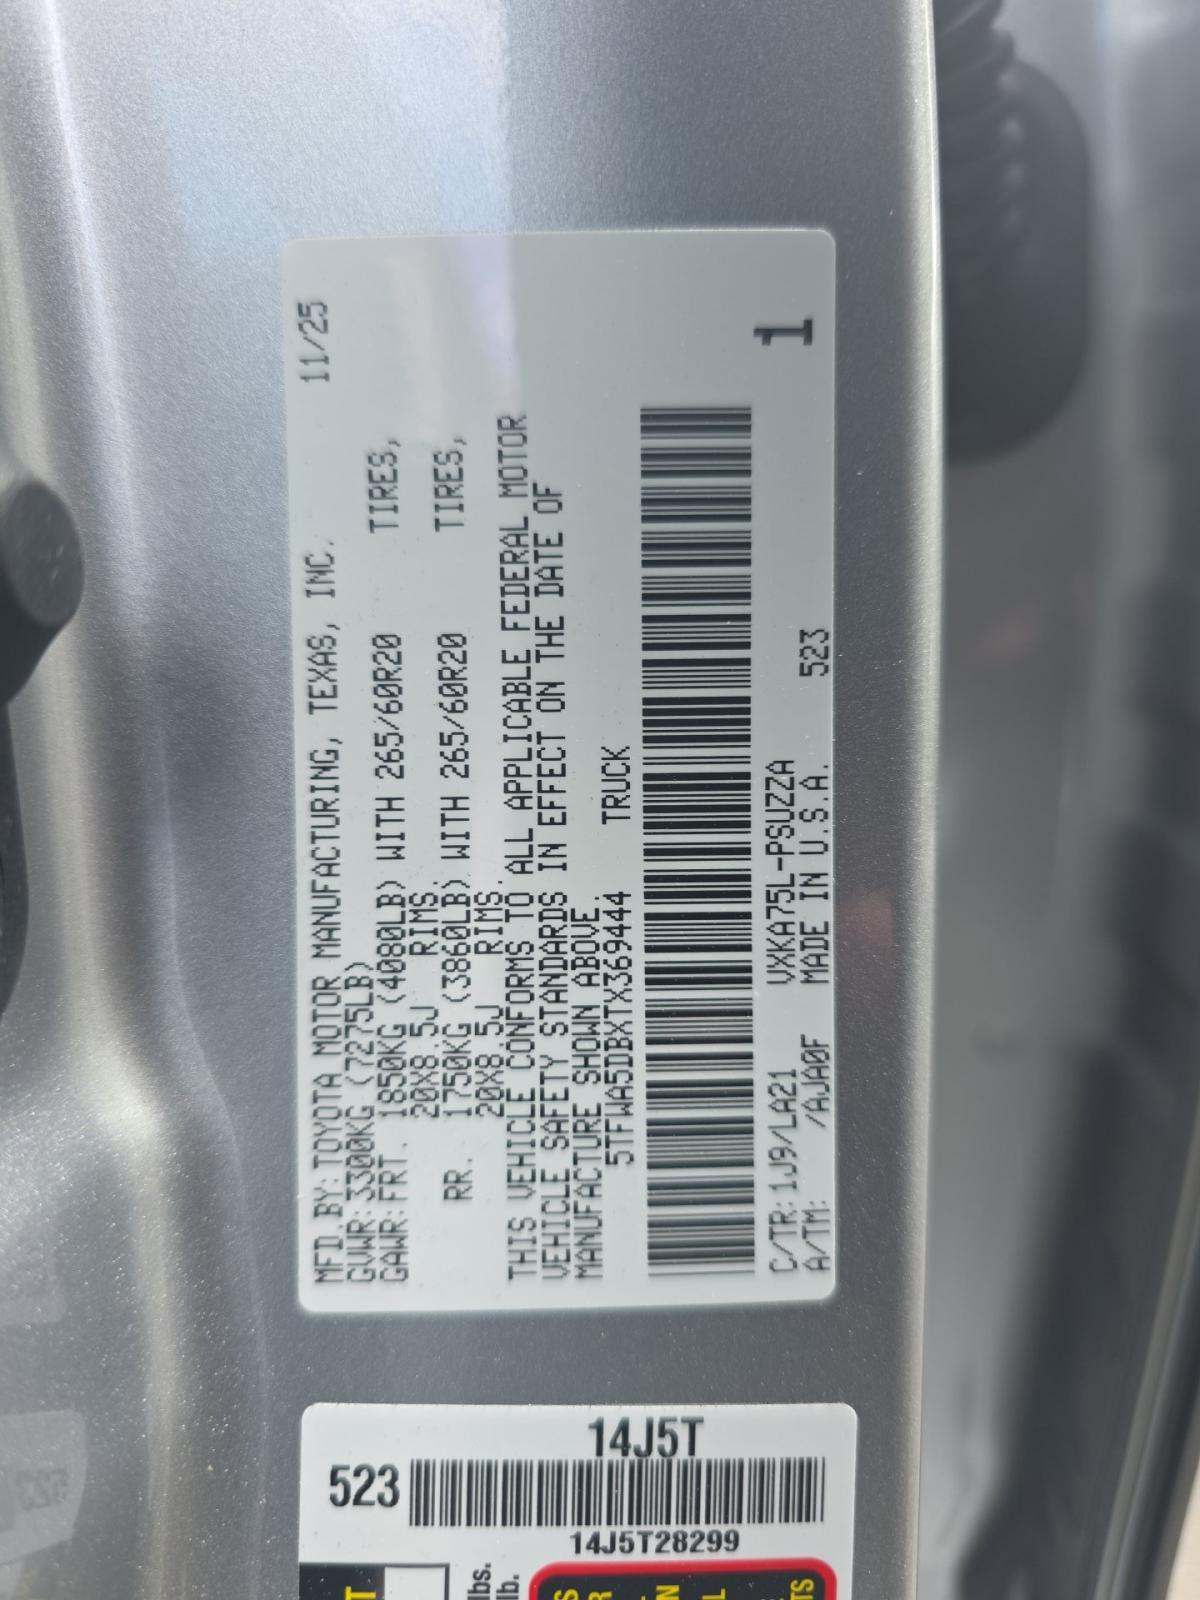 MFD.BY:TOYOTA MOTOR MANUFACTURING, TEXAS, INC. 11/25
GVWR:3300KG (7275LB)
GAWR:FRT. 1850KG (4080LB) WITH 265/60R20 TIRES,
20X8.5J RIMS.
RR. 1750KG (3860LB) WITH 265/60R20 TIRES,
20X8.5J RIMS.
THIS VEHICLE CONFORMS TO ALL APPLICABLE FEDERAL MOTOR
VEHICLE SAFETY STANDARDS IN EFFECT ON THE DATE OF
MANUFACTURE SHOWN ABOVE.
5TFWA5DBXTX369444 TRUCK
C/TR:1J9/LA21 VXKA75L-PSUZZA 1
A/TM: /AJA0F MADE IN U.S.A. 523
523
14J5T
14J5T28299
lbs.
lb.